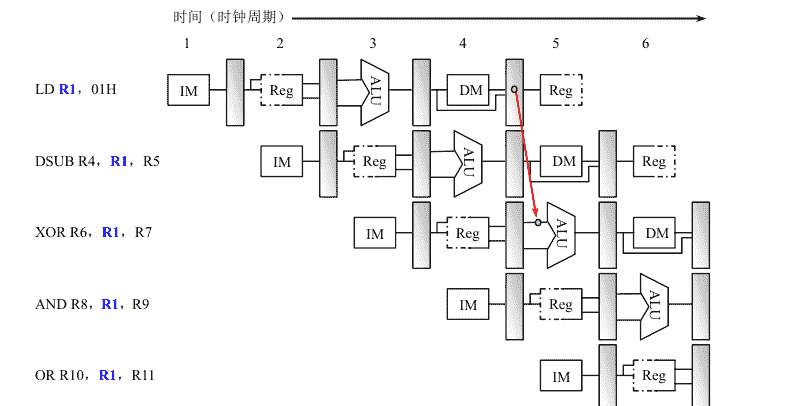 时间（时钟周期）
1 2 3 4 5 6
LD R1，01H IM Reg ALU DM Reg
DSUB R4，R1，R5 IM Reg ALU DM Reg
XOR R6，R1，R7 IM Reg ALU DM
AND R8，R1，R9 IM Reg ALU
OR R10，R1，R11 IM Reg